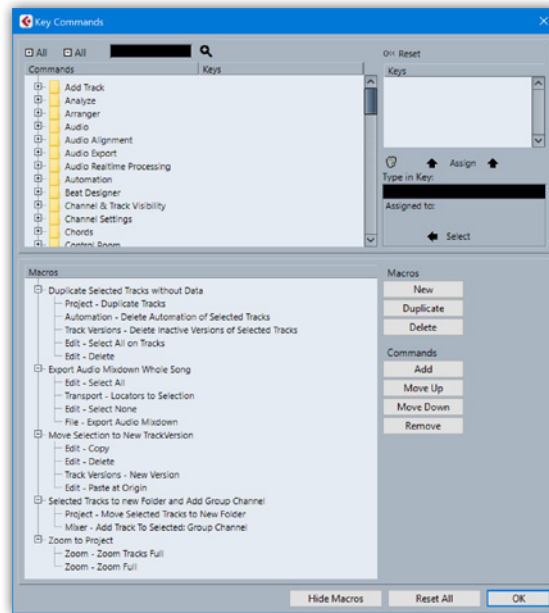 Key Commands
All All
Commands Keys
Add Track
Analyze
Arranger
Audio
Audio Alignment
Audio Export
Audio Realtime Processing
Automation
Beat Designer
Channel & Track Visibility
Channel Settings
Chords
Control Room
Reset
Keys
Assign
Type in Key:
Assigned to:
Select
Macros
Duplicate Selected Tracks without Data
Project - Duplicate Tracks
Automation - Delete Automation of Selected Tracks
Track Versions - Delete Inactive Versions of Selected Tracks
Edit - Select All on Tracks
Edit - Delete
Export Audio Mixdown Whole Song
Edit - Select All
Transport - Locators to Selection
Edit - Select None
File - Export Audio Mixdown
Move Selection to New TrackVersion
Edit - Copy
Edit - Delete
Track Versions - New Version
Edit - Paste at Origin
Selected Tracks to new Folder and Add Group Channel
Project - Move Selected Tracks to New Folder
Mixer - Add Track To Selected: Group Channel
Zoom to Project
Zoom - Zoom Tracks Full
Zoom - Zoom Full
Macros
New
Duplicate
Delete
Commands
Add
Move Up
Move Down
Remove
Hide Macros Reset All OK